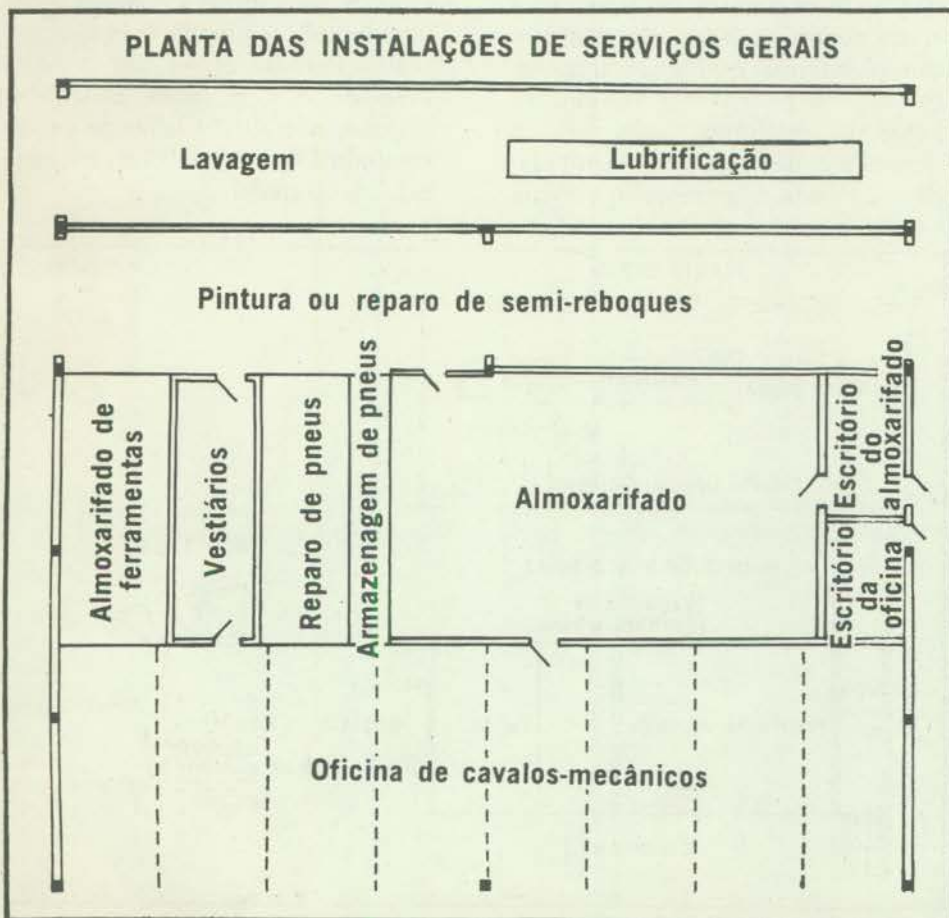 PLANTA DAS INSTALAÇÕES DE SERVIÇOS GERAIS
Lavagem
Lubrificação
Pintura ou reparo de semi-reboques
Almoxarifado de
ferramentas
Vestiários
Reparo de pneus
Armazenagem de pneus
Almoxarifado
Escritório
do
almoxarifado
Escritório
da
oficina
Oficina de cavalos-mecânicos